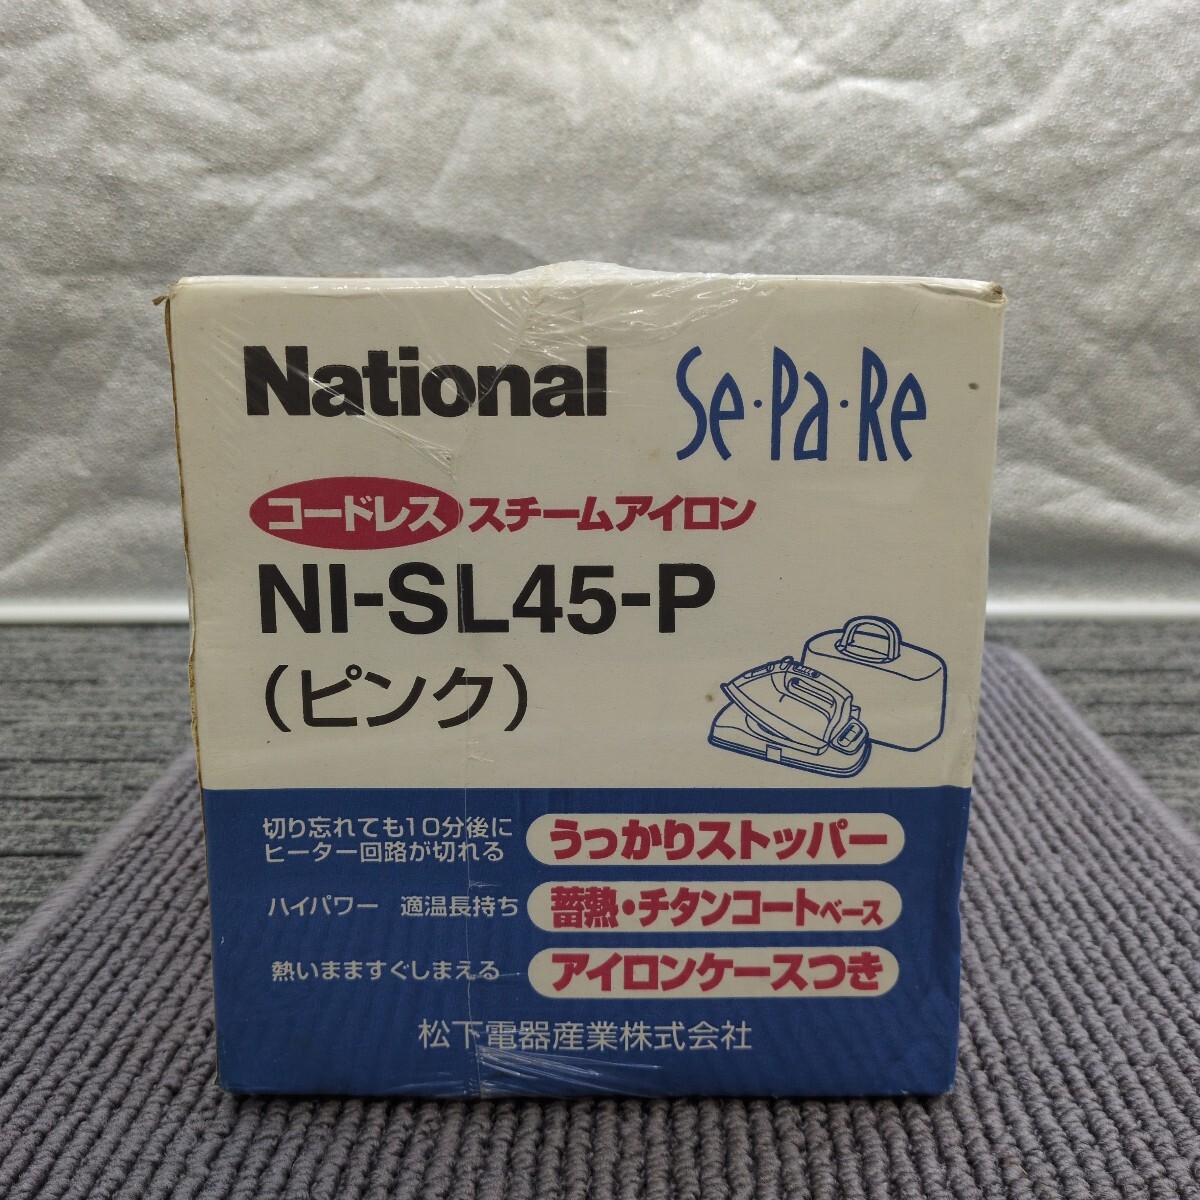 National
Se・Pa・Re
コードレス スチームアイロン
NI-SL45-P
(ピンク)
切り忘れても10分後に
ヒーター回路が切れる
うっかりストッパー
ハイパワー 適温長持ち
蓄熱・チタンコートベース
熱いまますぐしまえる
アイロンケースつき
松下電器産業株式会社